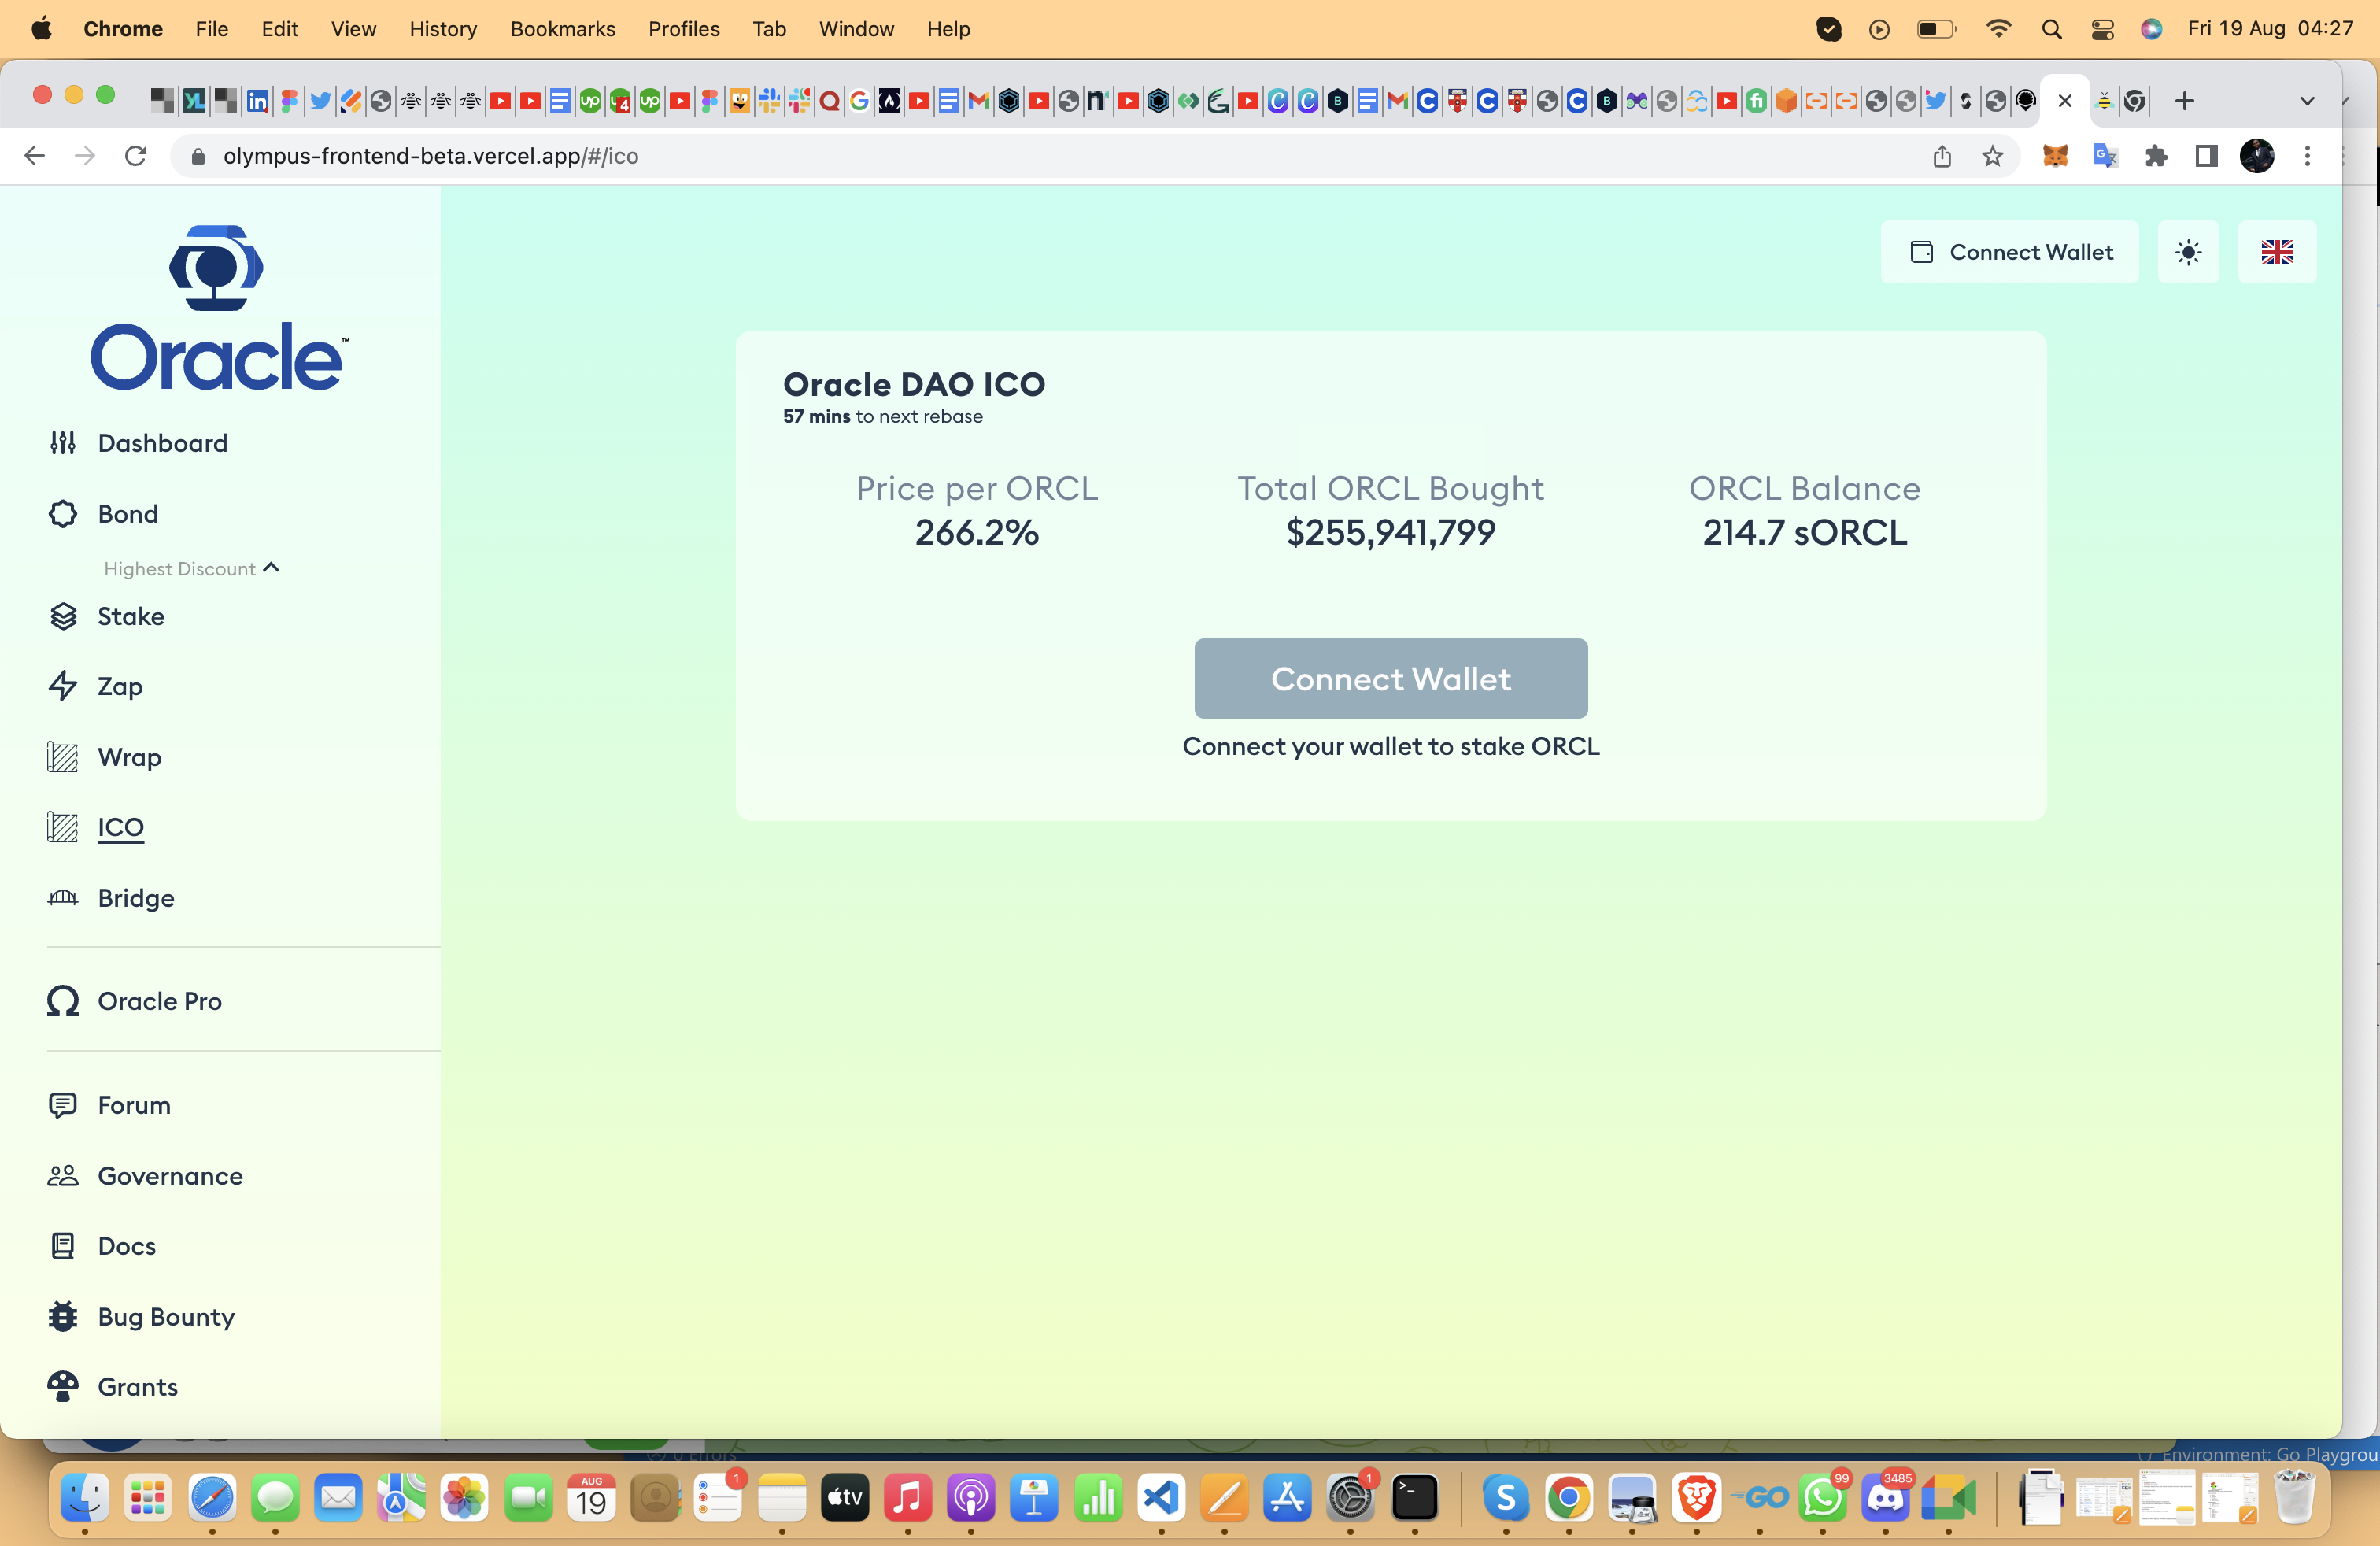 Chrome File Edit View History Bookmarks Profiles Tab Window Help Fri 19 Aug 04:27
olympus-frontend-beta.vercel.app/#/ico
Oracle™
Dashboard
Bond
Highest Discount
Stake
Zap
Wrap
ICO
Bridge
Oracle Pro
Forum
Governance
Docs
Bug Bounty
Grants
Connect Wallet
Oracle DAO ICO
57 mins to next rebase
Price per ORCL
266.2%
Total ORCL Bought
$255,941,799
ORCL Balance
214.7 sORCL
Connect Wallet
Connect your wallet to stake ORCL
0 Errors
Environment: Go Playgrou
AUG
19
1
tv
1
GO
99
3485